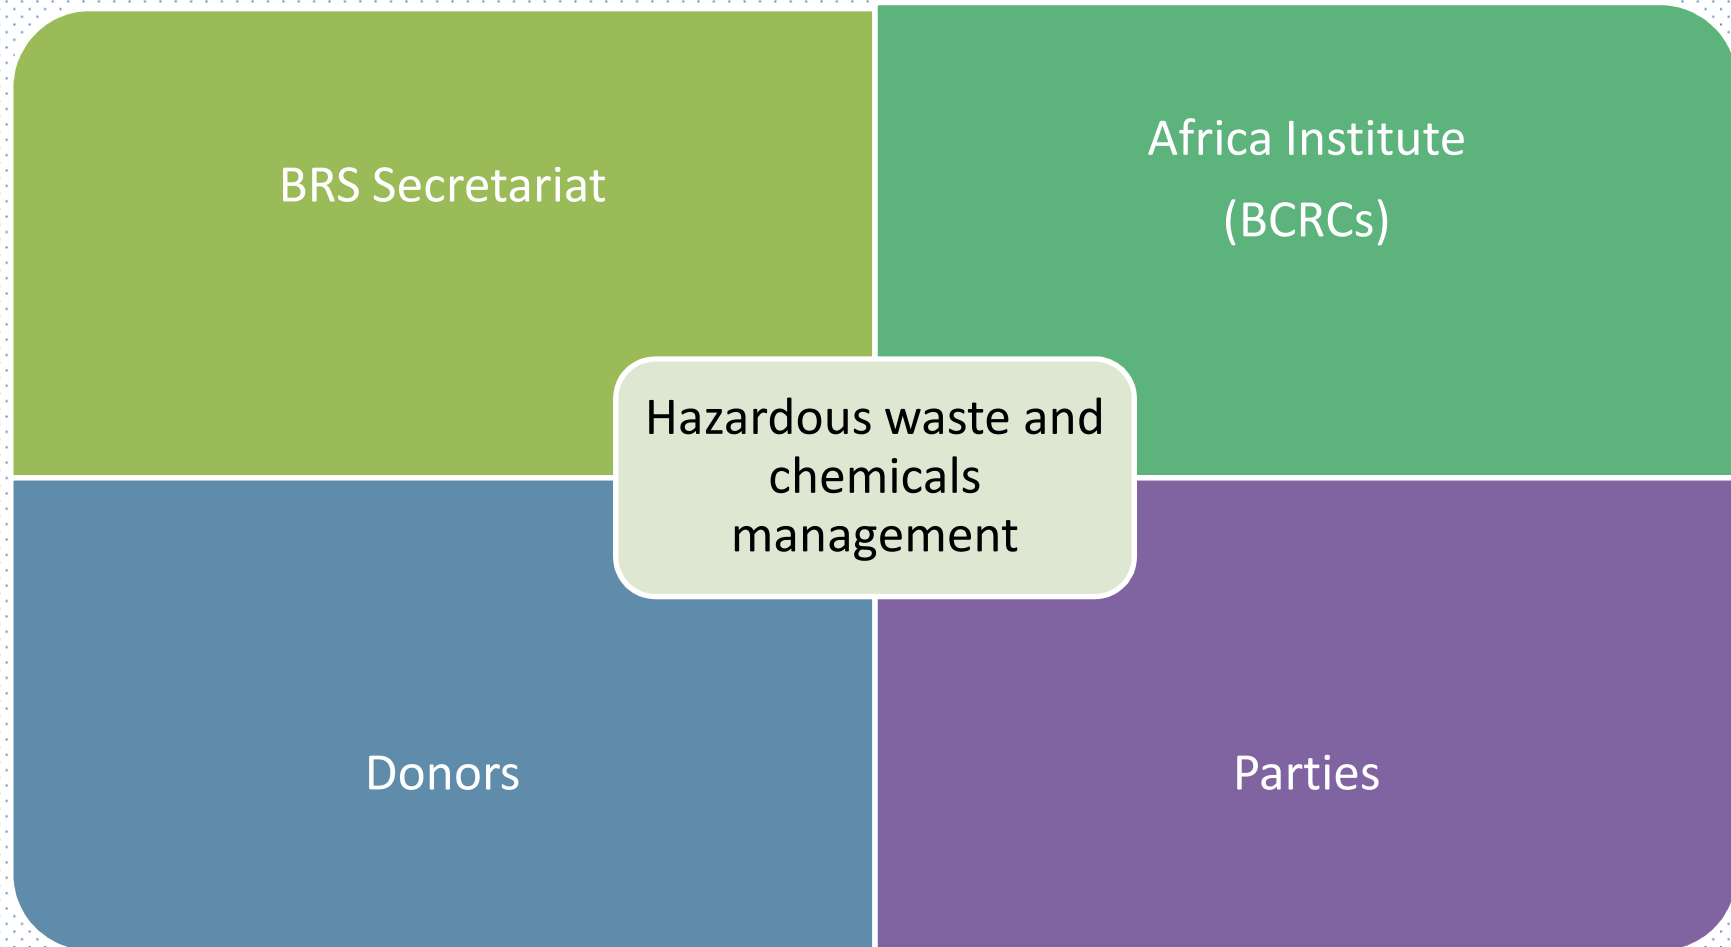 BRS Secretariat
Africa Institute
(BCRCs)
Hazardous waste and
chemicals
management
Donors
Parties